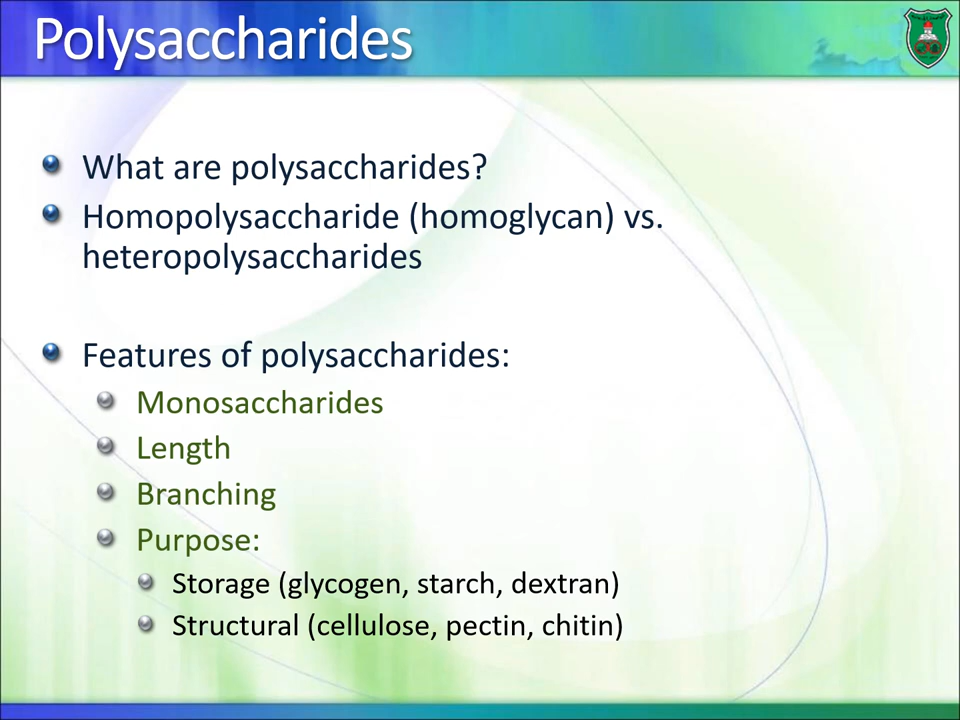 Polysaccharides
What are polysaccharides?
Homopolysaccharide (homoglycan) vs.
heteropolysaccharides
Features of polysaccharides:
Monosaccharides
Length
Branching
Purpose:
Storage (glycogen, starch, dextran)
Structural (cellulose, pectin, chitin)